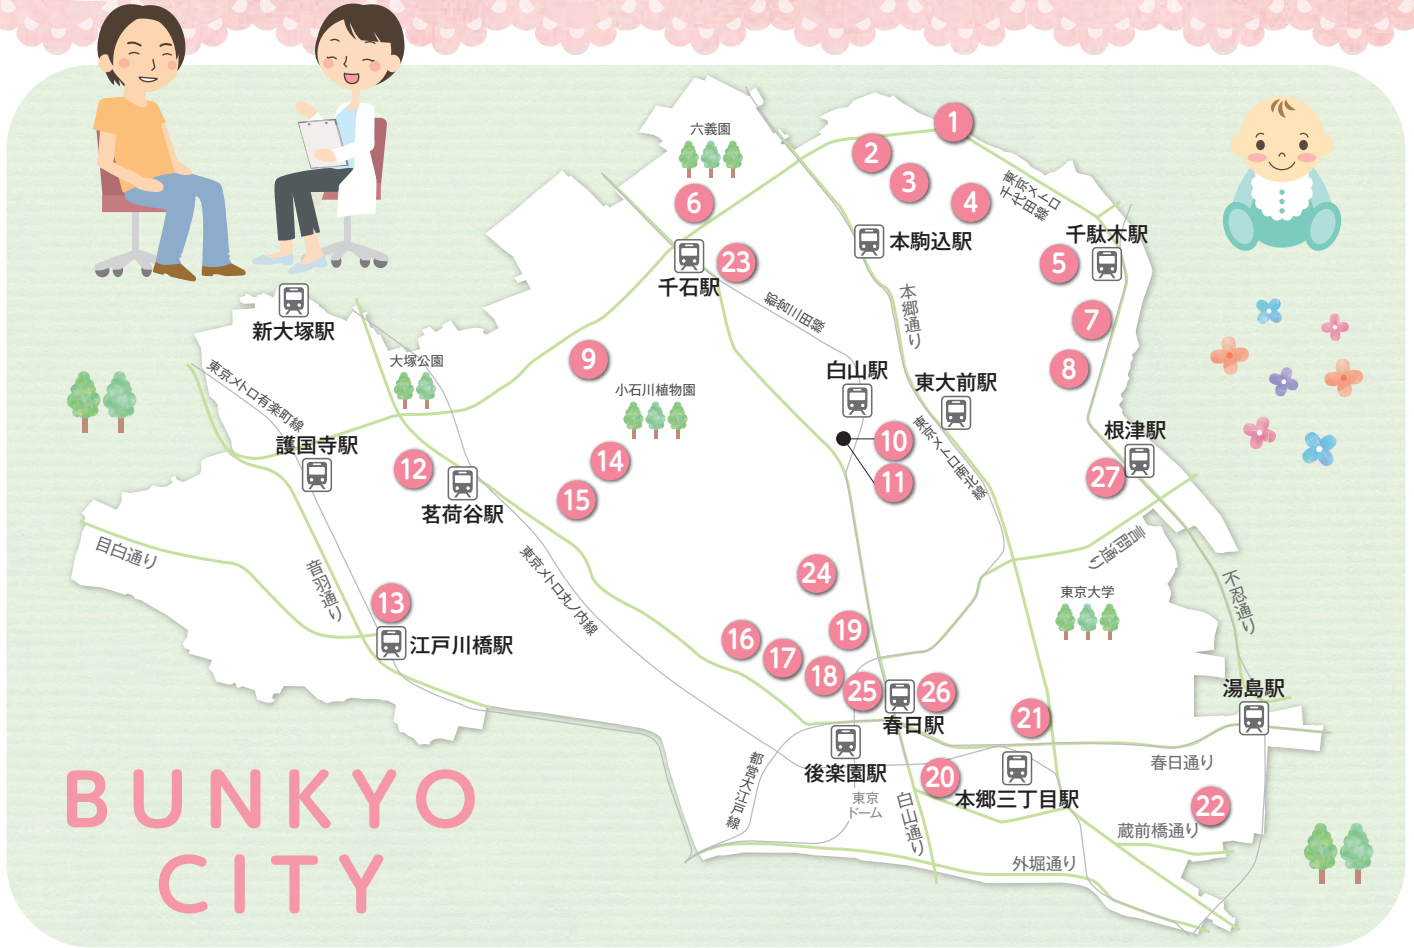 1
六義園
2
3
東京メトロ
千代田線
6
4
本駒込駅
千駄木駅
23
5
千石駅
都営三田線
本郷通り
新大塚駅
7
大塚公園
9
白山駅
8
東大前駅
東京メトロ有楽町線
小石川植物園
東京メトロ南北線
護国寺駅
10
根津駅
12
14
11
27
茗荷谷駅
15
目白通り
音羽通り
東京メトロ丸ノ内線
言問通り
24
不忍通り
東京大学
13
江戸川橋駅
19
16
17
18
25
26
春日駅
21
湯島駅
後楽園駅
都営大江戸線
20
春日通り
本郷三丁目駅
東京
ドーム
白山通り
22
蔵前橋通り
外堀通り
BUNKYO
CITY